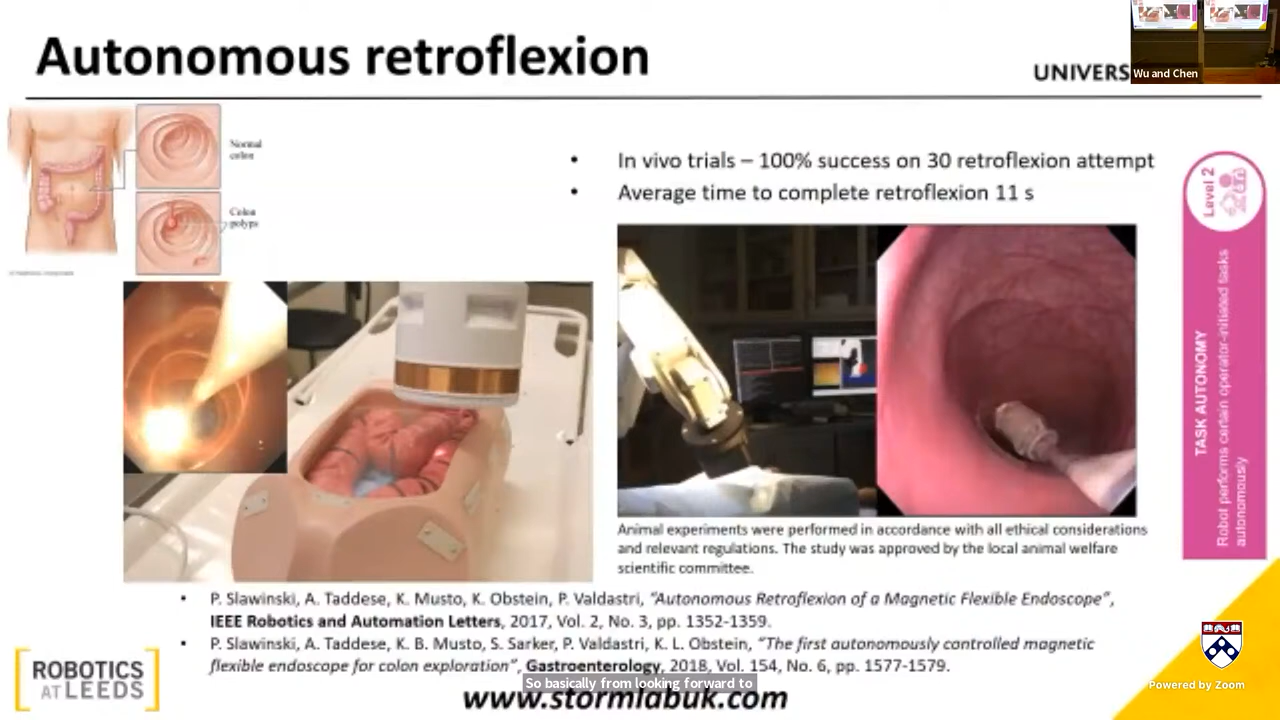 Autonomous retroflexion
UNIVERS
Wu and Chen
Normal
colon
Colon
polyps
• In vivo trials – 100% success on 30 retroflexion attempt
• Average time to complete retroflexion 11 s
Level 2
TASK AUTONOMY
Robot performs certain operator-initiated tasks
autonomously
Animal experiments were performed in accordance with all ethical considerations
and relevant regulations. The study was approved by the local animal welfare
scientific committee.
• P. Slawinski, A. Taddese, K. Musto, K. Obstein, P. Valdastri, “Autonomous Retroflexion of a Magnetic Flexible Endoscope”,
IEEE Robotics and Automation Letters, 2017, Vol. 2, No. 3, pp. 1352-1359.
• P. Slawinski, A. Taddese, K. B. Musto, S. Sarker, P. Valdastri, K. L. Obstein, “The first autonomously controlled magnetic
flexible endoscope for colon exploration”, Gastroenterology, 2018, Vol. 154, No. 6, pp. 1577-1579.
So basically from looking forward to
ROBOTICS
AT LEEDS
www.stormlabuk.com
Powered by Zoom